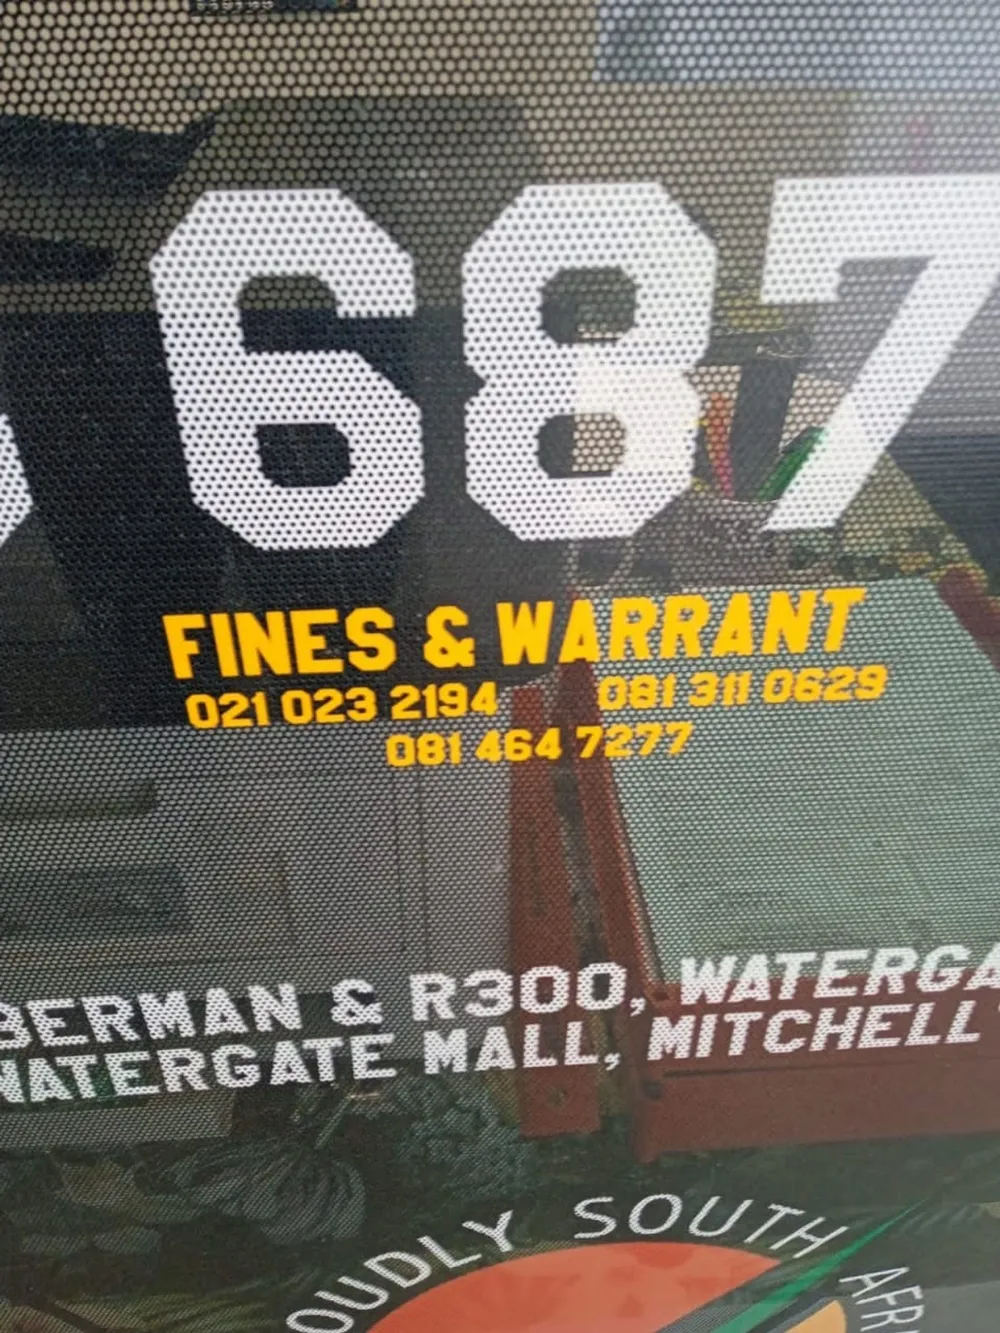 687
FINES & WARRANT
021 023 2194 081 311 0629
081 464 7277
BERMAN & R300, WATERGA
WATERGATE MALL, MITCHELL
OUDLY SOUTH AFR